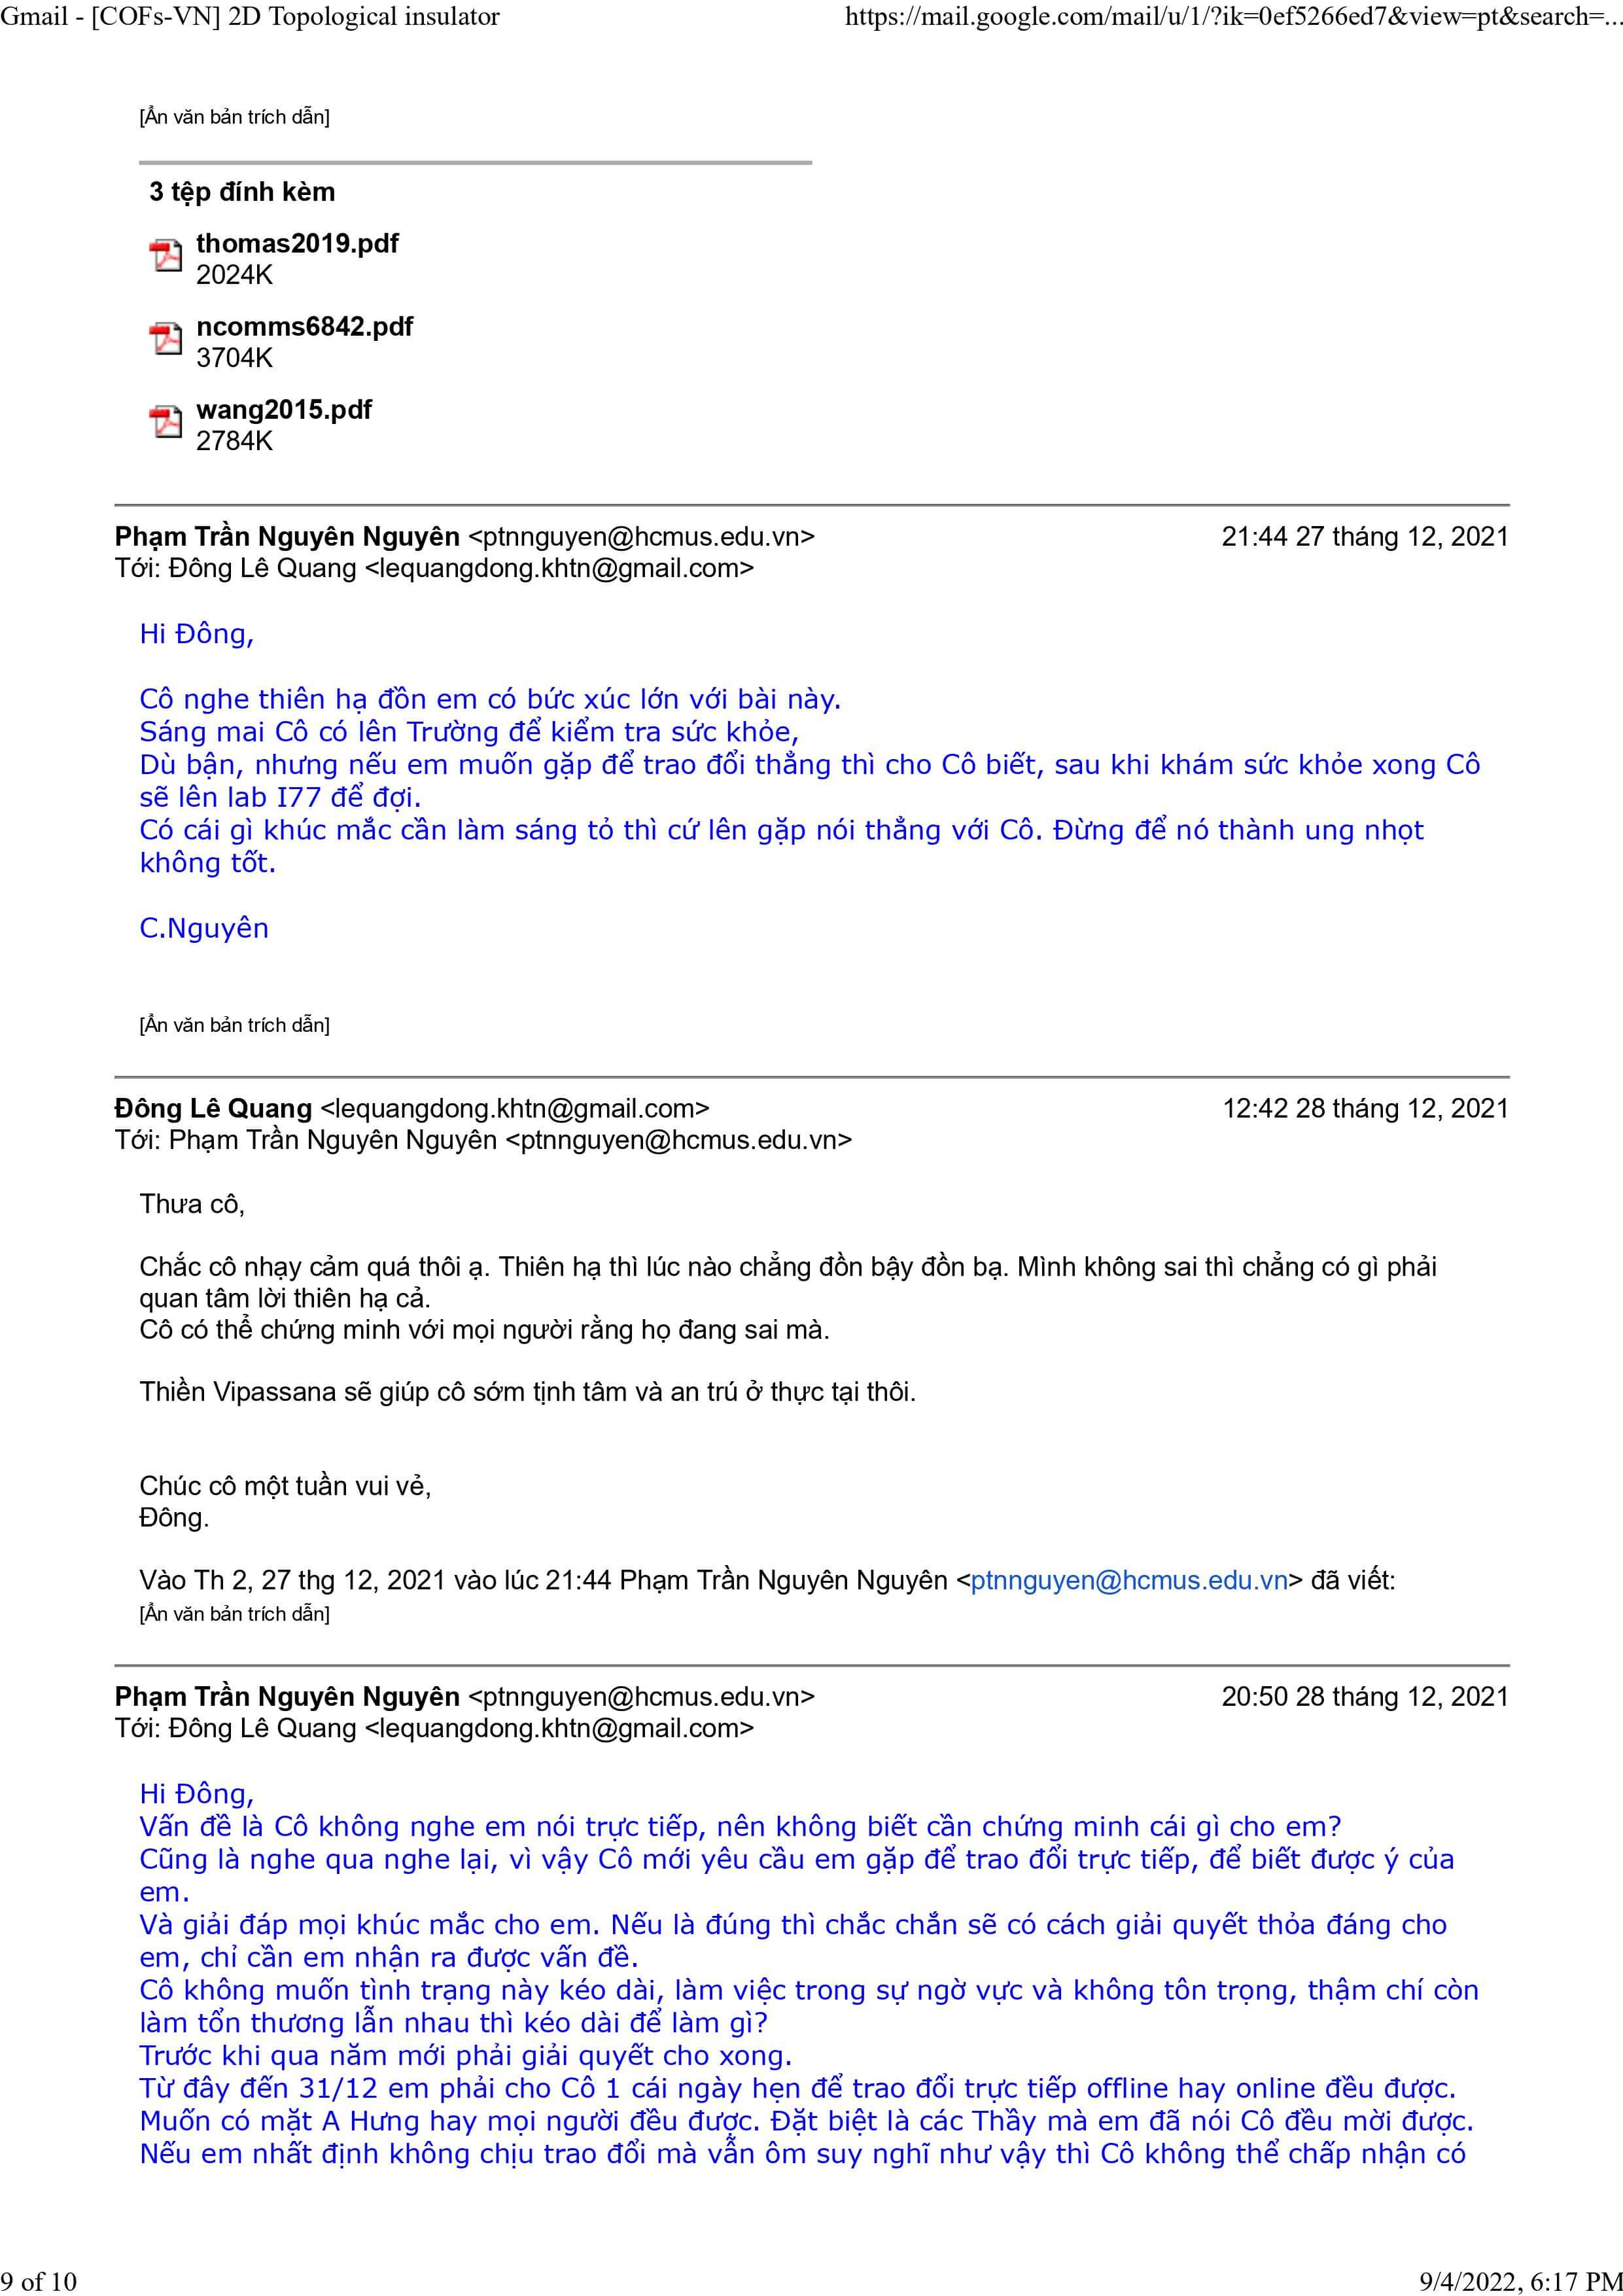 Gmail - [COFs-VN] 2D Topological insulator
https://mail.google.com/mail/u/1/?ik=0ef5266ed7&view=pt&search=...
[Ẩn văn bản trích dẫn]
3 tệp đính kèm
thomas2019.pdf
2024K
ncomms6842.pdf
3704K
wang2015.pdf
2784K
Phạm Trần Nguyên Nguyên <ptnnguyen@hcmus.edu.vn> 21:44 27 tháng 12, 2021
Tới: Đông Lê Quang <lequangdong.khtn@gmail.com>
Hi Đông,
Cô nghe thiên hạ đồn em có bức xúc lớn với bài này.
Sáng mai Cô có lên Trường để kiểm tra sức khỏe,
Dù bận, nhưng nếu em muốn gặp để trao đổi thẳng thì cho Cô biết, sau khi khám sức khỏe xong Cô
sẽ lên lab I77 để đợi.
Có cái gì khúc mắc cần làm sáng tỏ thì cứ lên gặp nói thẳng với Cô. Đừng để nó thành ung nhọt
không tốt.
C.Nguyên
[Ẩn văn bản trích dẫn]
Đông Lê Quang <lequangdong.khtn@gmail.com> 12:42 28 tháng 12, 2021
Tới: Phạm Trần Nguyên Nguyên <ptnnguyen@hcmus.edu.vn>
Thưa cô,
Chắc cô nhạy cảm quá thôi ạ. Thiên hạ thì lúc nào chẳng đồn bậy đồn bạ. Mình không sai thì chẳng có gì phải
quan tâm lời thiên hạ cả.
Cô có thể chứng minh với mọi người rằng họ đang sai mà.
Thiền Vipassana sẽ giúp cô sớm tịnh tâm và an trú ở thực tại thôi.
Chúc cô một tuần vui vẻ,
Đông.
Vào Th 2, 27 thg 12, 2021 vào lúc 21:44 Phạm Trần Nguyên Nguyên <ptnnguyen@hcmus.edu.vn> đã viết:
[Ẩn văn bản trích dẫn]
Phạm Trần Nguyên Nguyên <ptnnguyen@hcmus.edu.vn> 20:50 28 tháng 12, 2021
Tới: Đông Lê Quang <lequangdong.khtn@gmail.com>
Hi Đông,
Vấn đề là Cô không nghe em nói trực tiếp, nên không biết cần chứng minh cái gì cho em?
Cũng là nghe qua nghe lại, vì vậy Cô mới yêu cầu em gặp để trao đổi trực tiếp, để biết được ý của
em.
Và giải đáp mọi khúc mắc cho em. Nếu là đúng thì chắc chắn sẽ có cách giải quyết thỏa đáng cho
em, chỉ cần em nhận ra được vấn đề.
Cô không muốn tình trạng này kéo dài, làm việc trong sự ngờ vực và không tôn trọng, thậm chí còn
làm tổn thương lẫn nhau thì kéo dài để làm gì?
Trước khi qua năm mới phải giải quyết cho xong.
Từ đây đến 31/12 em phải cho Cô 1 cái ngày hẹn để trao đổi trực tiếp offline hay online đều được.
Muốn có mặt A Hưng hay mọi người đều được. Đặt biệt là các Thầy mà em đã nói Cô đều mời được.
Nếu em nhất định không chịu trao đổi mà vẫn ôm suy nghĩ như vậy thì Cô không thể chấp nhận có
9 of 10
9/4/2022, 6:17 PM